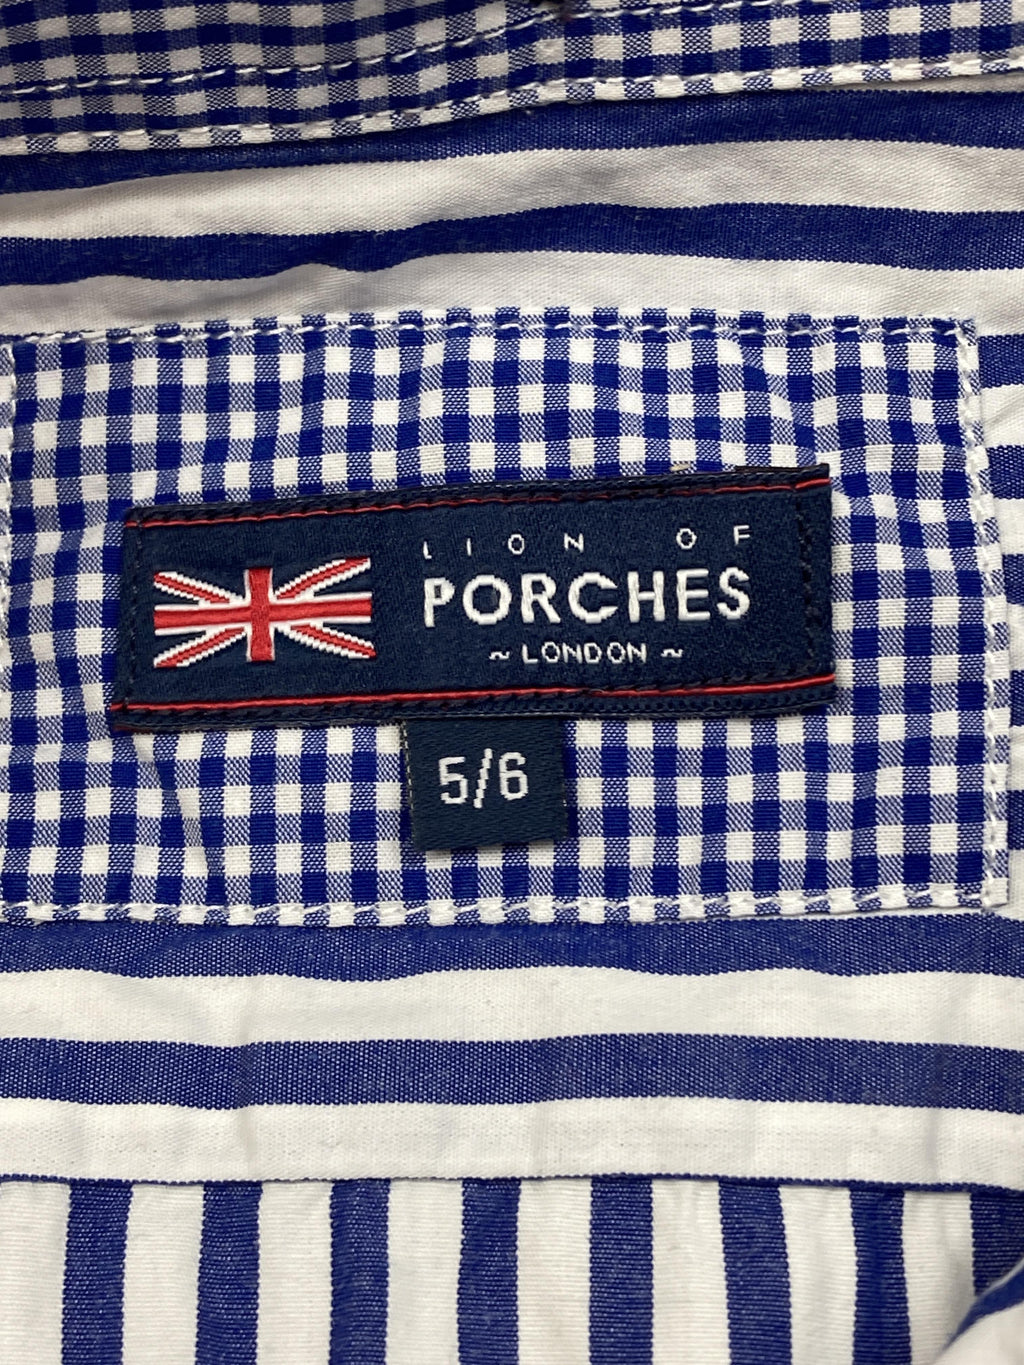 LION OF
PORCHES
~ LONDON ~
5/6